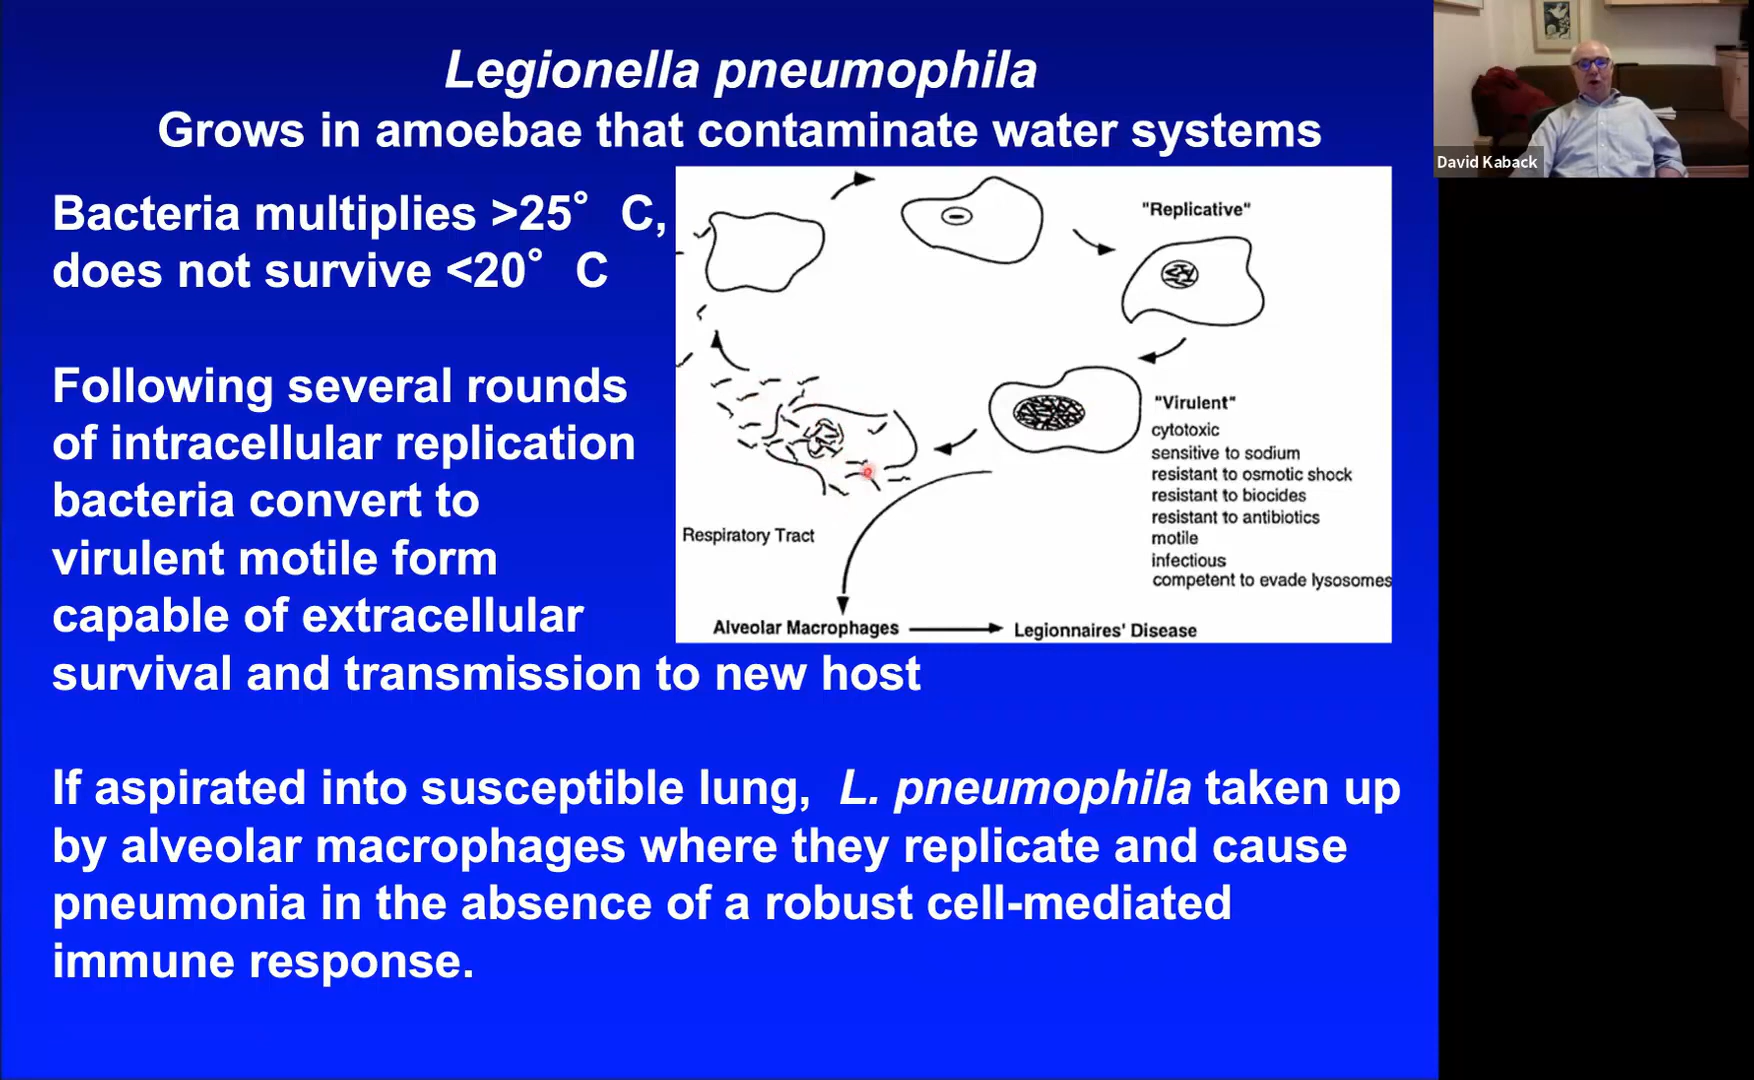 Legionella pneumophila
Grows in amoebae that contaminate water systems
David Kaback
Bacteria multiplies >25° C,
does not survive <20° C
Following several rounds
of intracellular replication
bacteria convert to
virulent motile form
capable of extracellular
survival and transmission to new host
"Replicative"
"Virulent"
cytotoxic
sensitive to sodium
resistant to osmotic shock
resistant to biocides
resistant to antibiotics
motile
infectious
competent to evade lysosomes
Respiratory Tract
Alveolar Macrophages
Legionnaires' Disease
If aspirated into susceptible lung, L. pneumophila taken up
by alveolar macrophages where they replicate and cause
pneumonia in the absence of a robust cell-mediated
immune response.